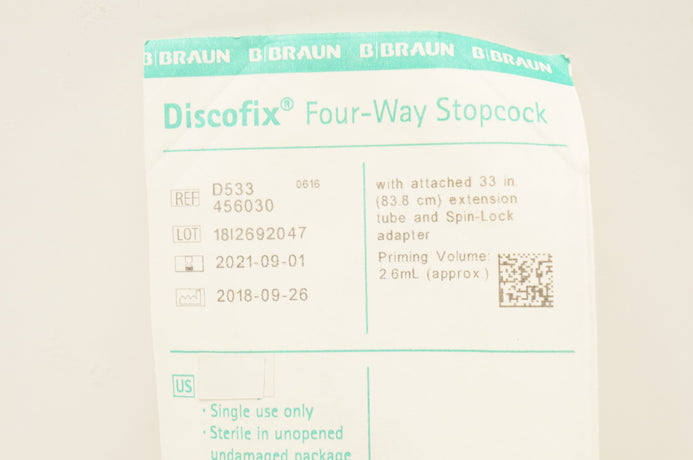 B|BRAUN B|BRAUN B|BRAUN B|BRAUN
Discofix® Four-Way Stopcock
REF D533 0616
456030
LOT 18I2692047
2021-09-01
2018-09-26
with attached 33 in.
(83.8 cm) extension
tube and Spin-Lock
adapter
Priming Volume:
2.6mL (approx.)
US
· Single use only
· Sterile in unopened
undamaged package